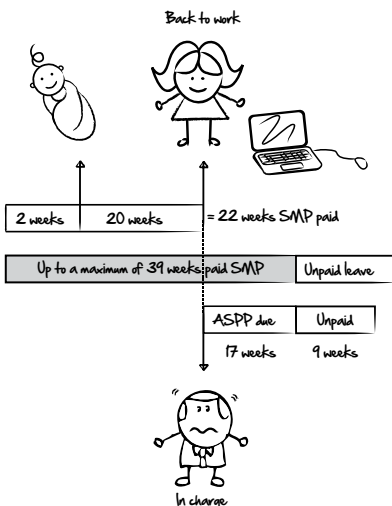 Back to work
2 weeks 20 weeks = 22 weeks SMP paid
Up to a maximum of 39 weeks paid SMP Unpaid leave
ASPP due Unpaid
17 weeks 9 weeks
In charge